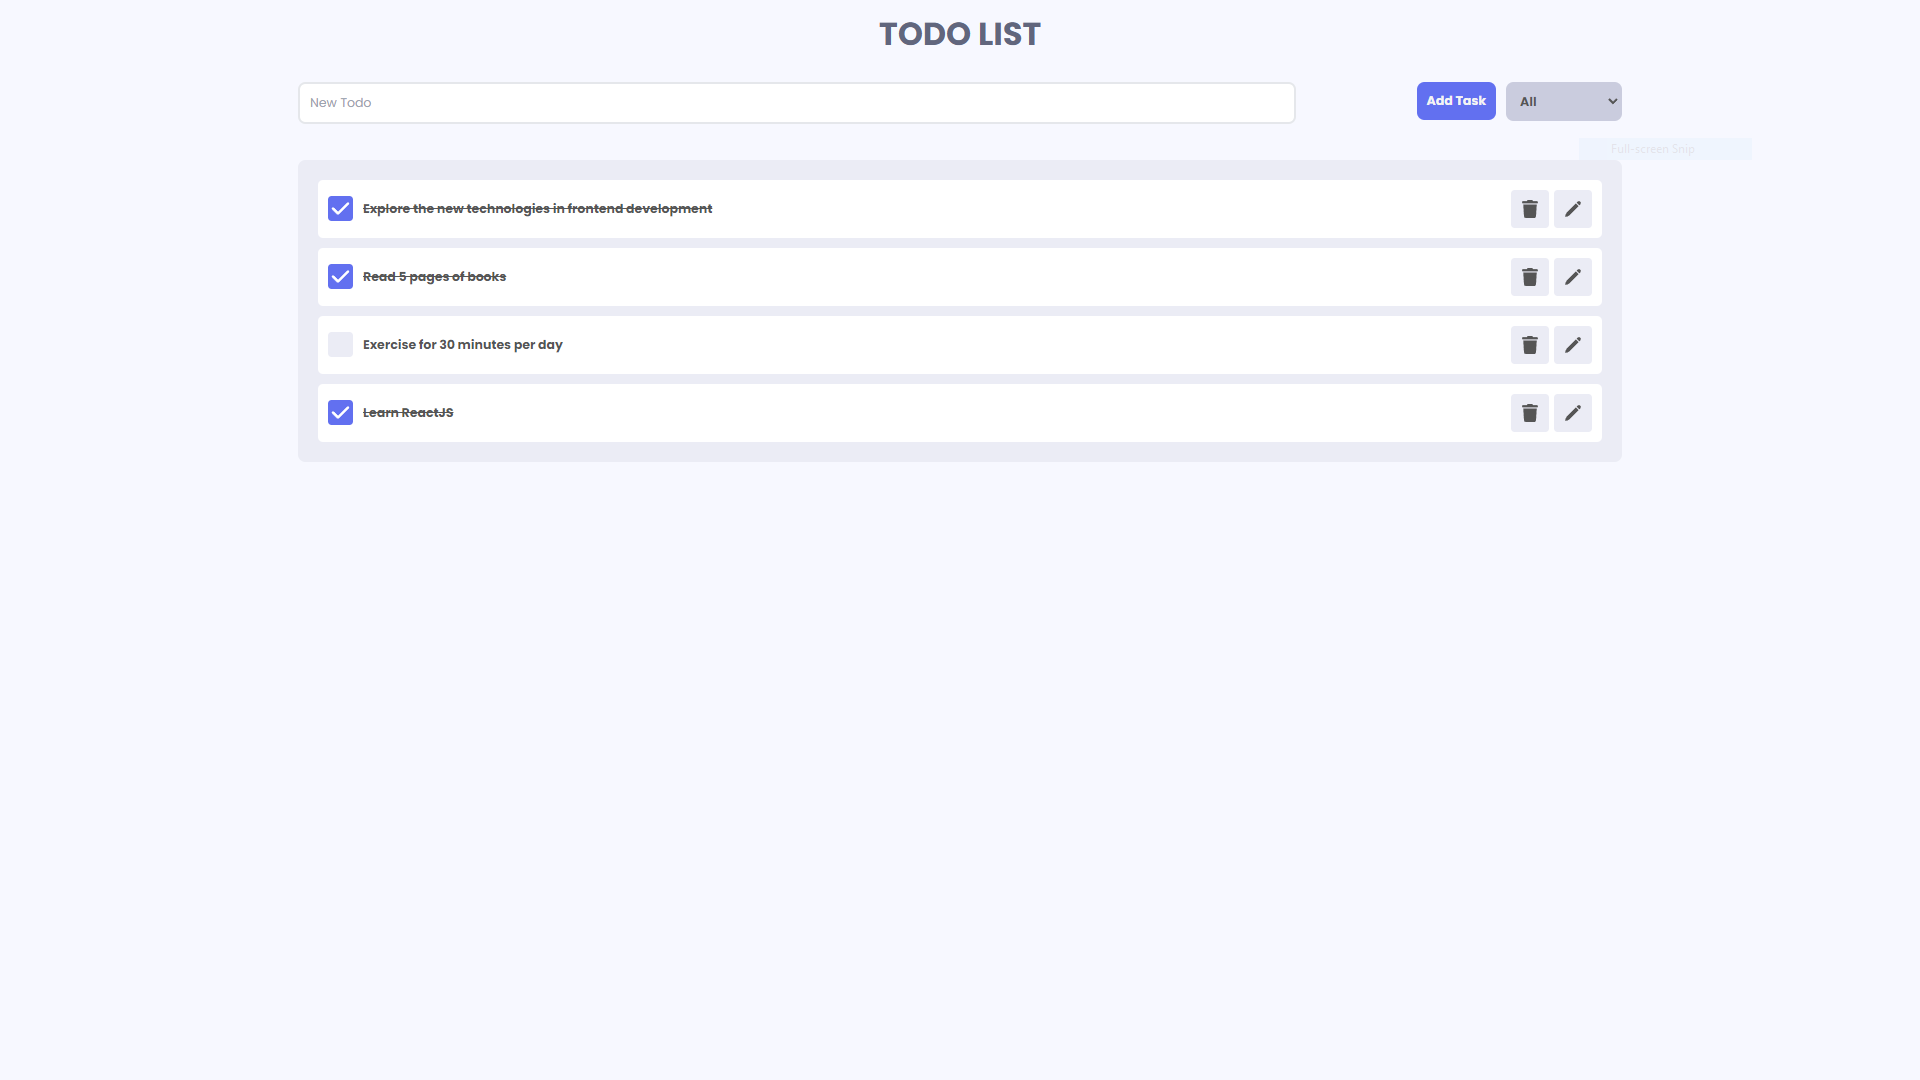 TODO LIST
New Todo
Add Task
All
Full-screen Snip
Explore the new technologies in frontend development
Read 5 pages of books
Exercise for 30 minutes per day
Learn ReactJS